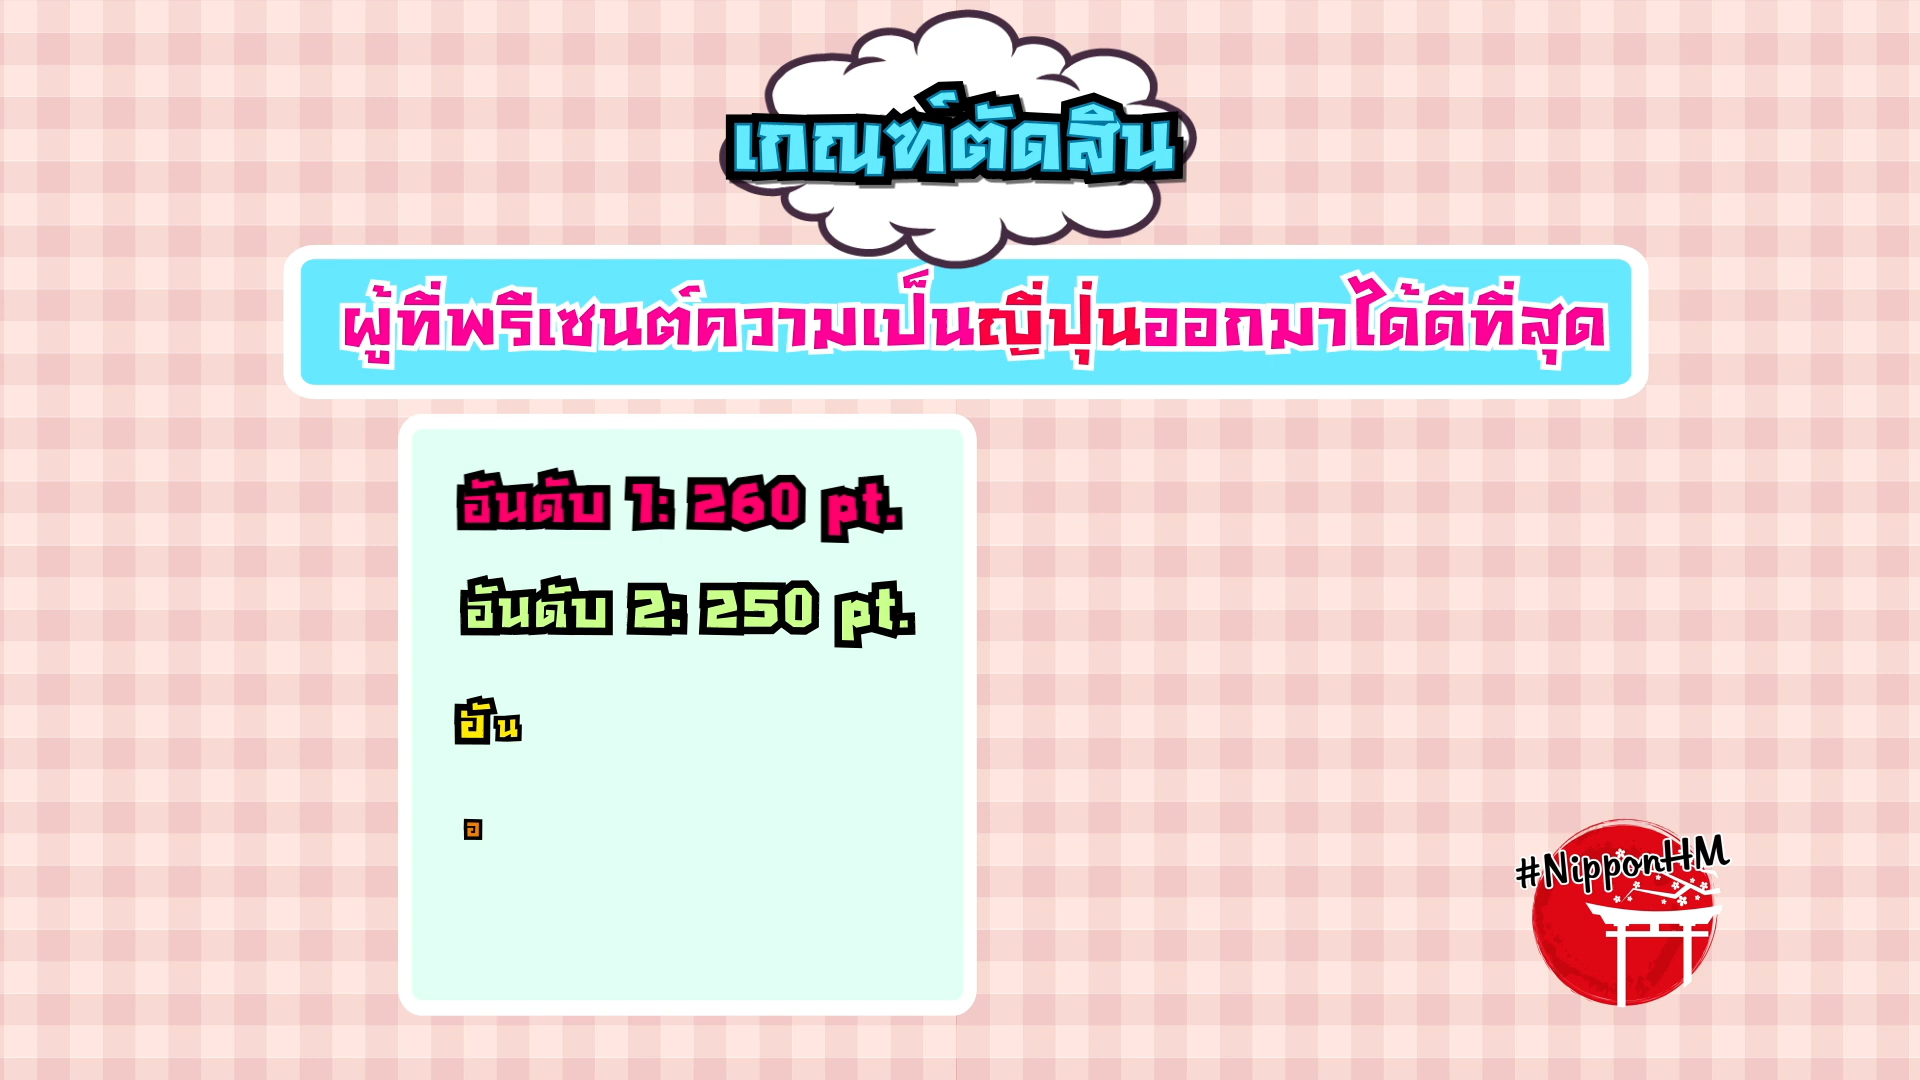 เกณฑ์ตัดสิน
ผู้ที่พรีเซนต์ความเป็นญี่ปุ่นออกมาได้ดีที่สุด
อันดับ 1: 260 pt.
อันดับ 2: 250 pt.
อัน
อ
#NipponHM